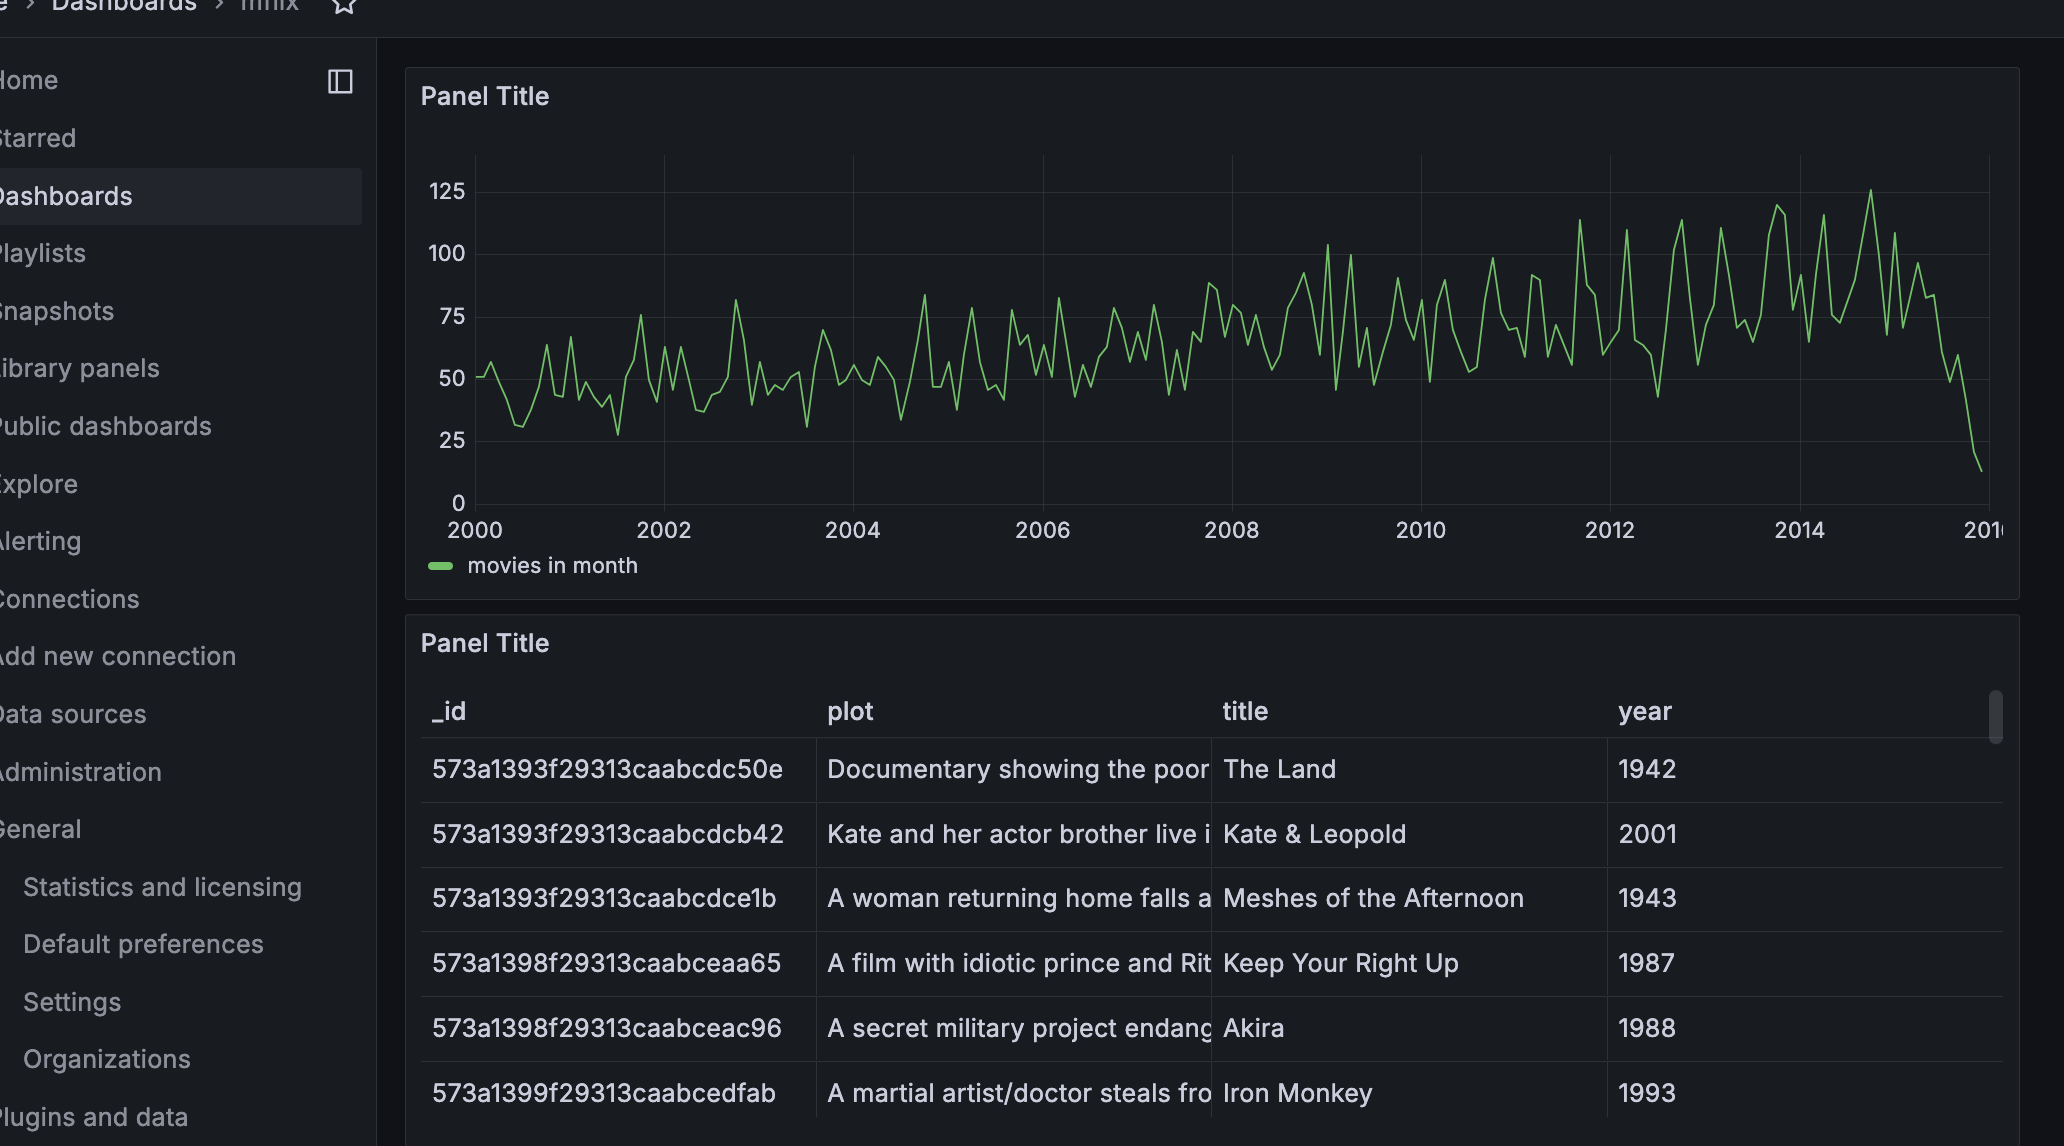 Dashboards › mflix
Home
Starred
Dashboards
Playlists
Snapshots
Library panels
Public dashboards
Explore
Alerting
Connections
Add new connection
Data sources
Administration
General
Statistics and licensing
Default preferences
Settings
Organizations
Plugins and data
Panel Title
125
100
75
50
25
0
2000 2002 2004 2006 2008 2010 2012 2014 201
movies in month
Panel Title
_id plot title year
573a1393f29313caabcdc50e Documentary showing the poor The Land 1942
573a1393f29313caabcdcb42 Kate and her actor brother live i Kate & Leopold 2001
573a1393f29313caabcdce1b A woman returning home falls a Meshes of the Afternoon 1943
573a1398f29313caabceaa65 A film with idiotic prince and Rit Keep Your Right Up 1987
573a1398f29313caabceac96 A secret military project endang Akira 1988
573a1399f29313caabcedfab A martial artist/doctor steals fro Iron Monkey 1993